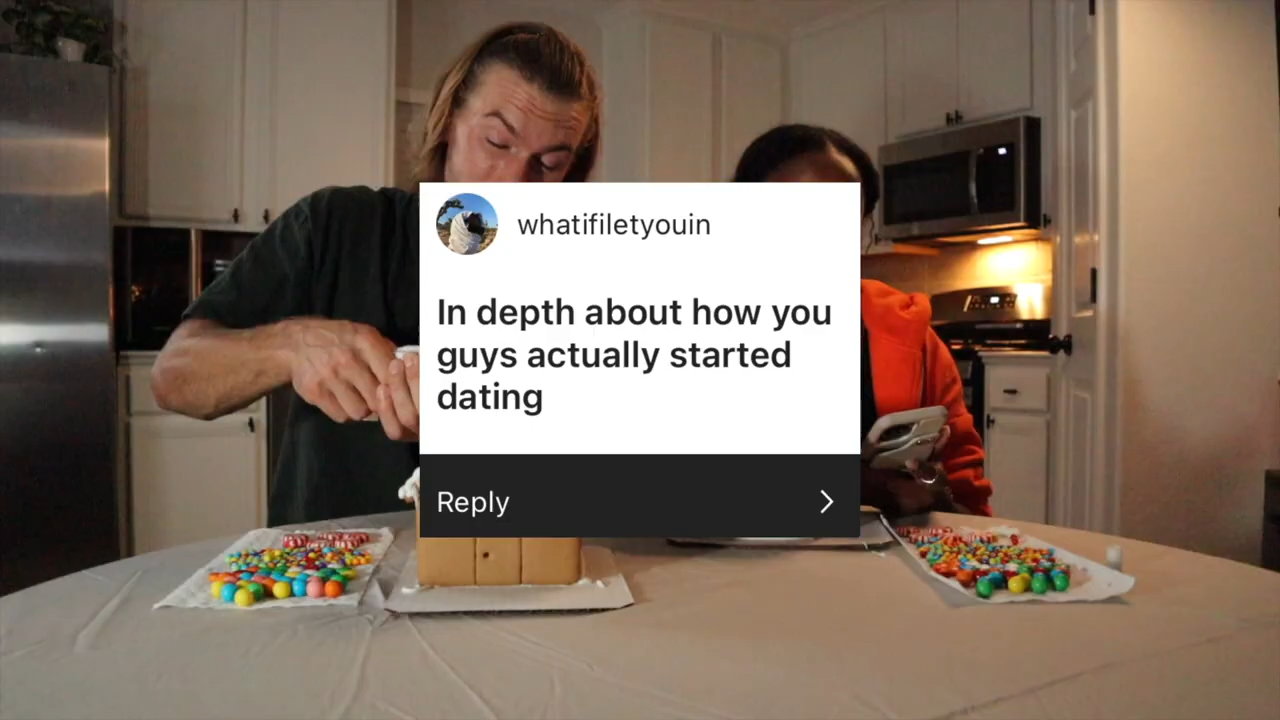 whatifiletyouin
In depth about how you
guys actually started
dating
Reply